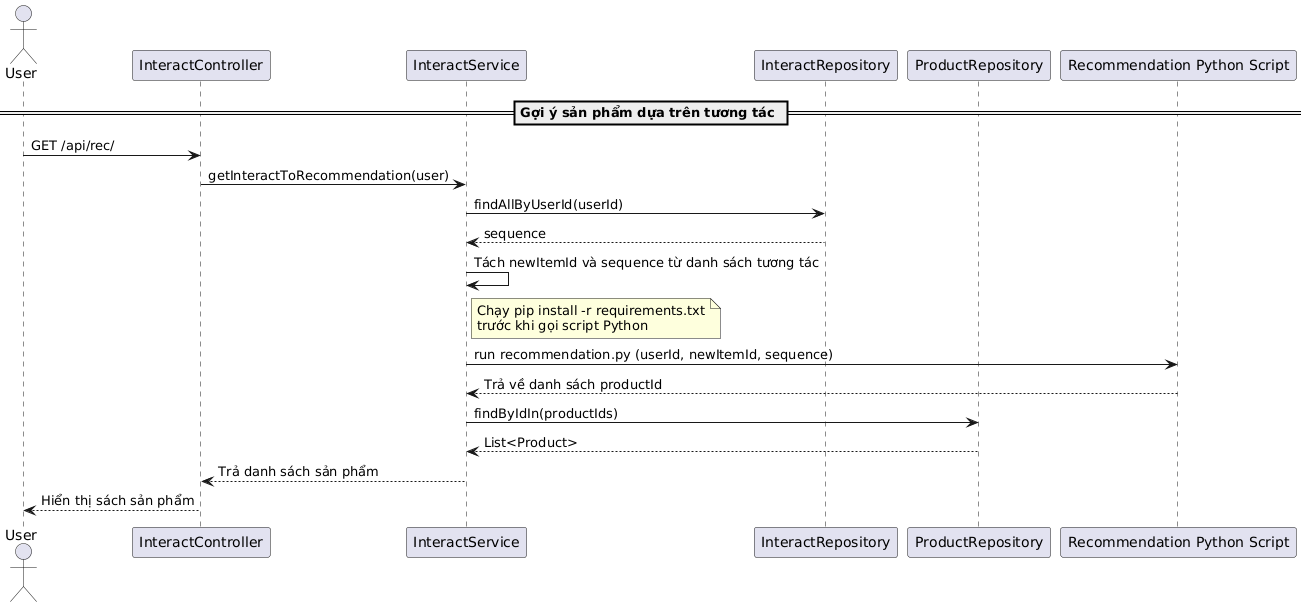 User
InteractController
InteractService
InteractRepository
ProductRepository
Recommendation Python Script
Gợi ý sản phẩm dựa trên tương tác
GET /api/rec/
getInteractToRecommendation(user)
findAllByUserId(userId)
sequence
Tách newItemId và sequence từ danh sách tương tác
Chạy pip install -r requirements.txt
trước khi gọi script Python
run recommendation.py (userId, newItemId, sequence)
Trả về danh sách productId
findByIdIn(productIds)
List<Product>
Trả danh sách sản phẩm
Hiển thị sách sản phẩm
User
InteractController
InteractService
InteractRepository
ProductRepository
Recommendation Python Script